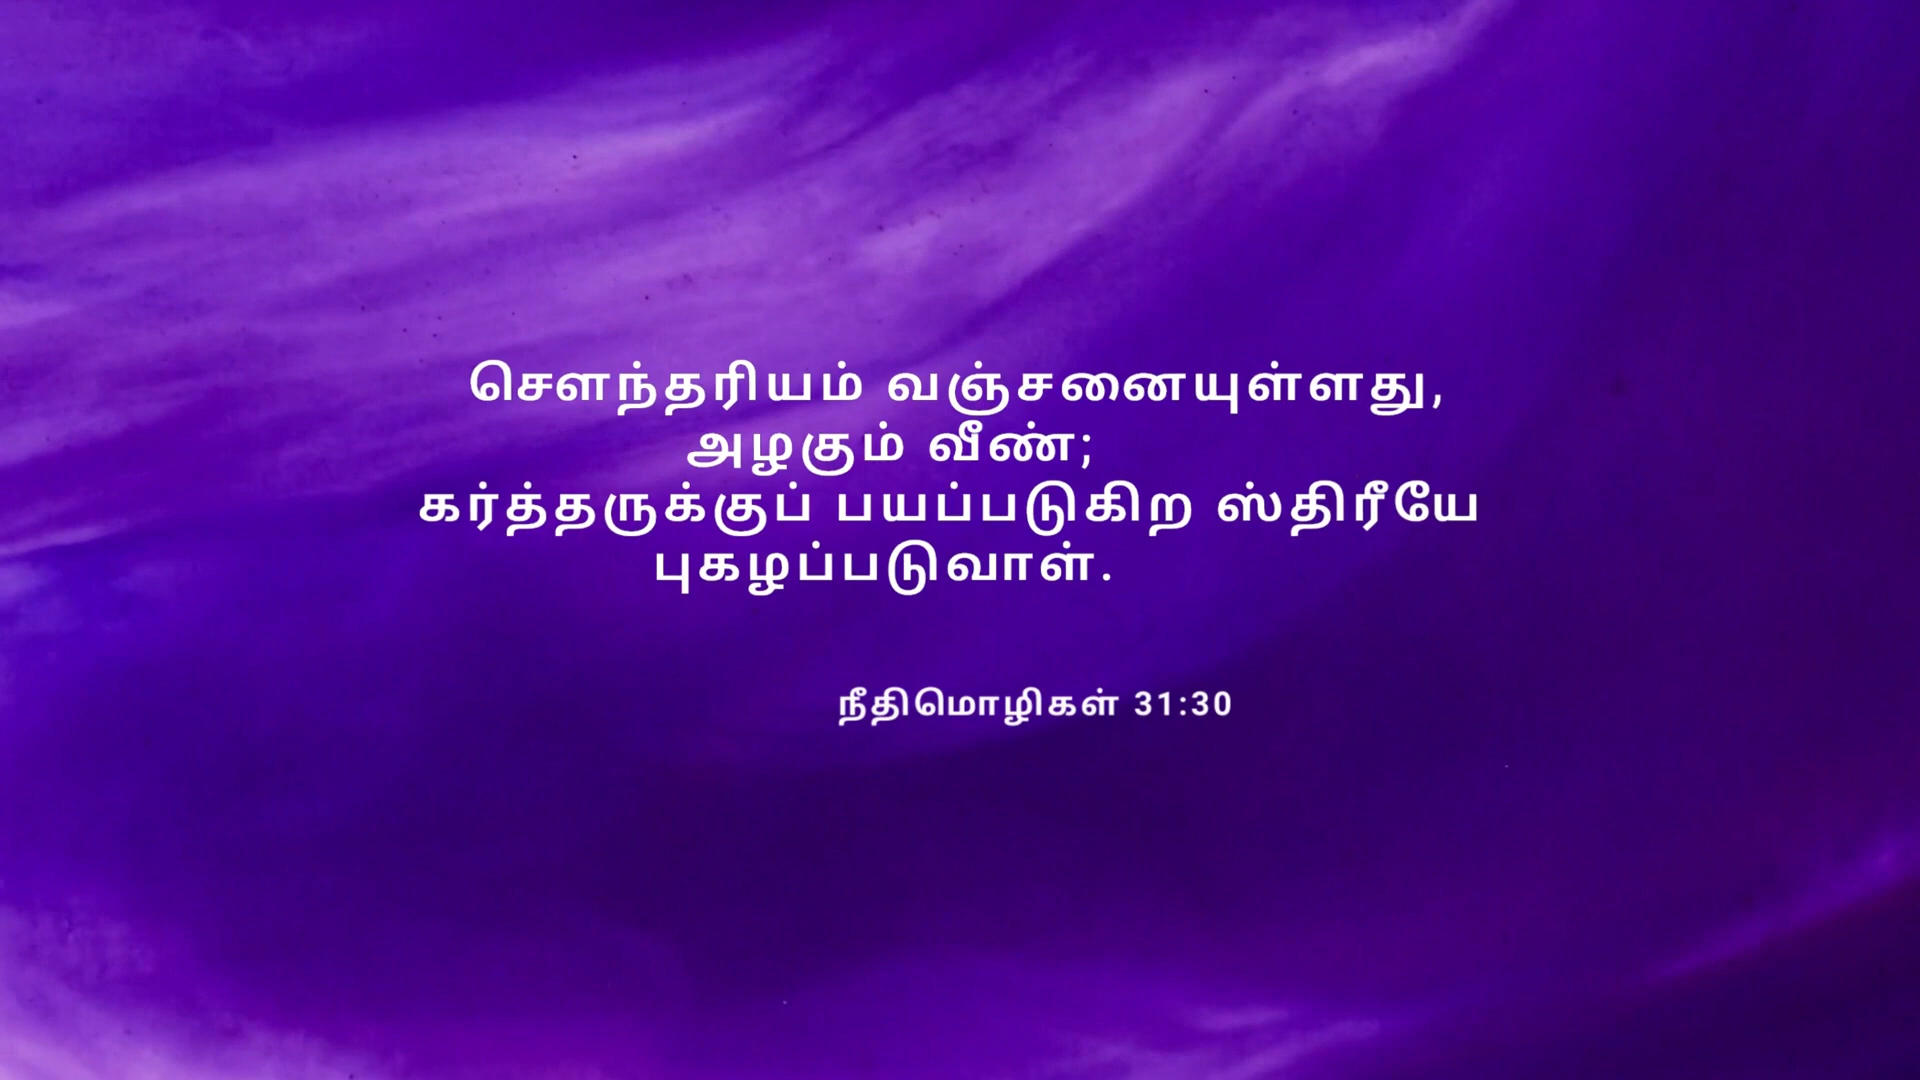 சௌந்தரியம் வஞ்சனையுள்ளது,
அழகும் வீண்;
கர்த்தருக்குப் பயப்படுகிற ஸ்திரீயே
புகழப்படுவாள்.
நீதிமொழிகள் 31:30